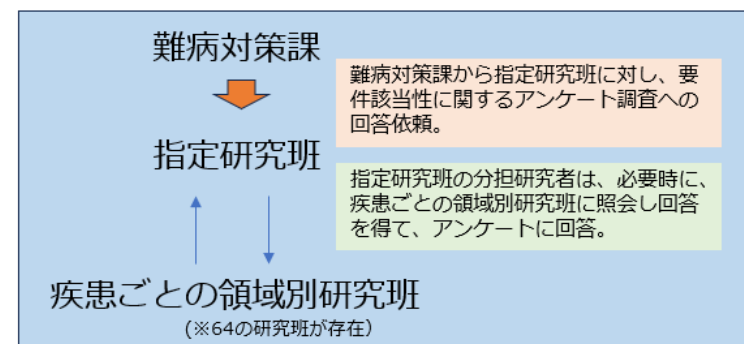 難病対策課
難病対策課から指定研究班に対し、要
件該当性に関するアンケート調査への
回答依頼。
指定研究班
指定研究班の分担研究者は、必要時に、
疾患ごとの領域別研究班に照会し回答
を得て、アンケートに回答。
疾患ごとの領域別研究班
(※64の研究班が存在)